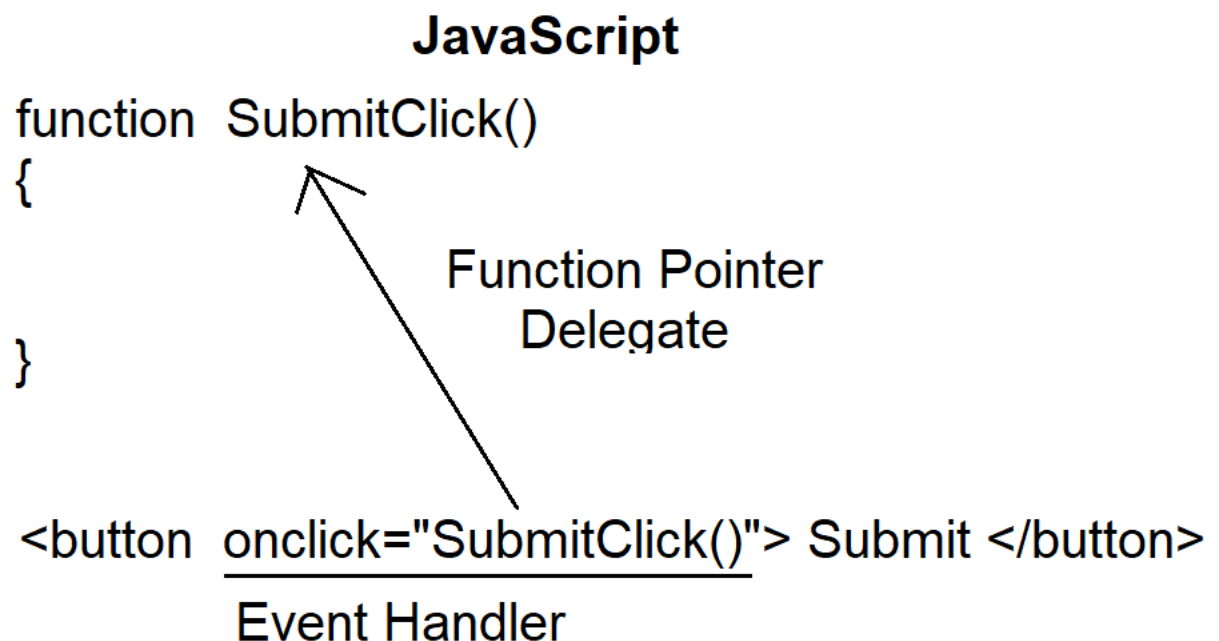 JavaScript
function SubmitClick()
{
Function Pointer
Delegate
}
<button onclick="SubmitClick()"> Submit </button>
Event Handler